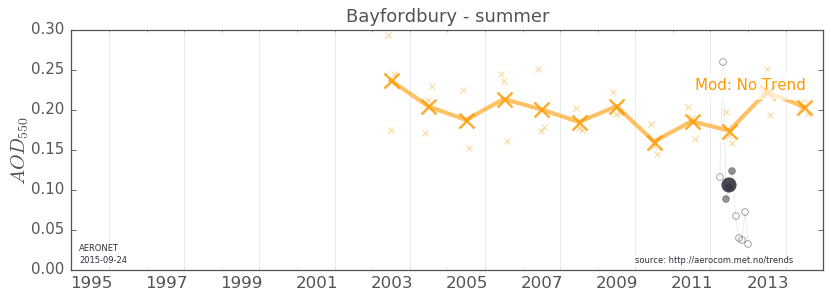 Bayfordbury - summer
0.30
0.25
0.20
0.15
0.10
0.05
0.00
AOD550
Mod: No Trend
AERONET
2015-09-24
source: http://aerocom.met.no/trends
1995 1997 1999 2001 2003 2005 2007 2009 2011 2013